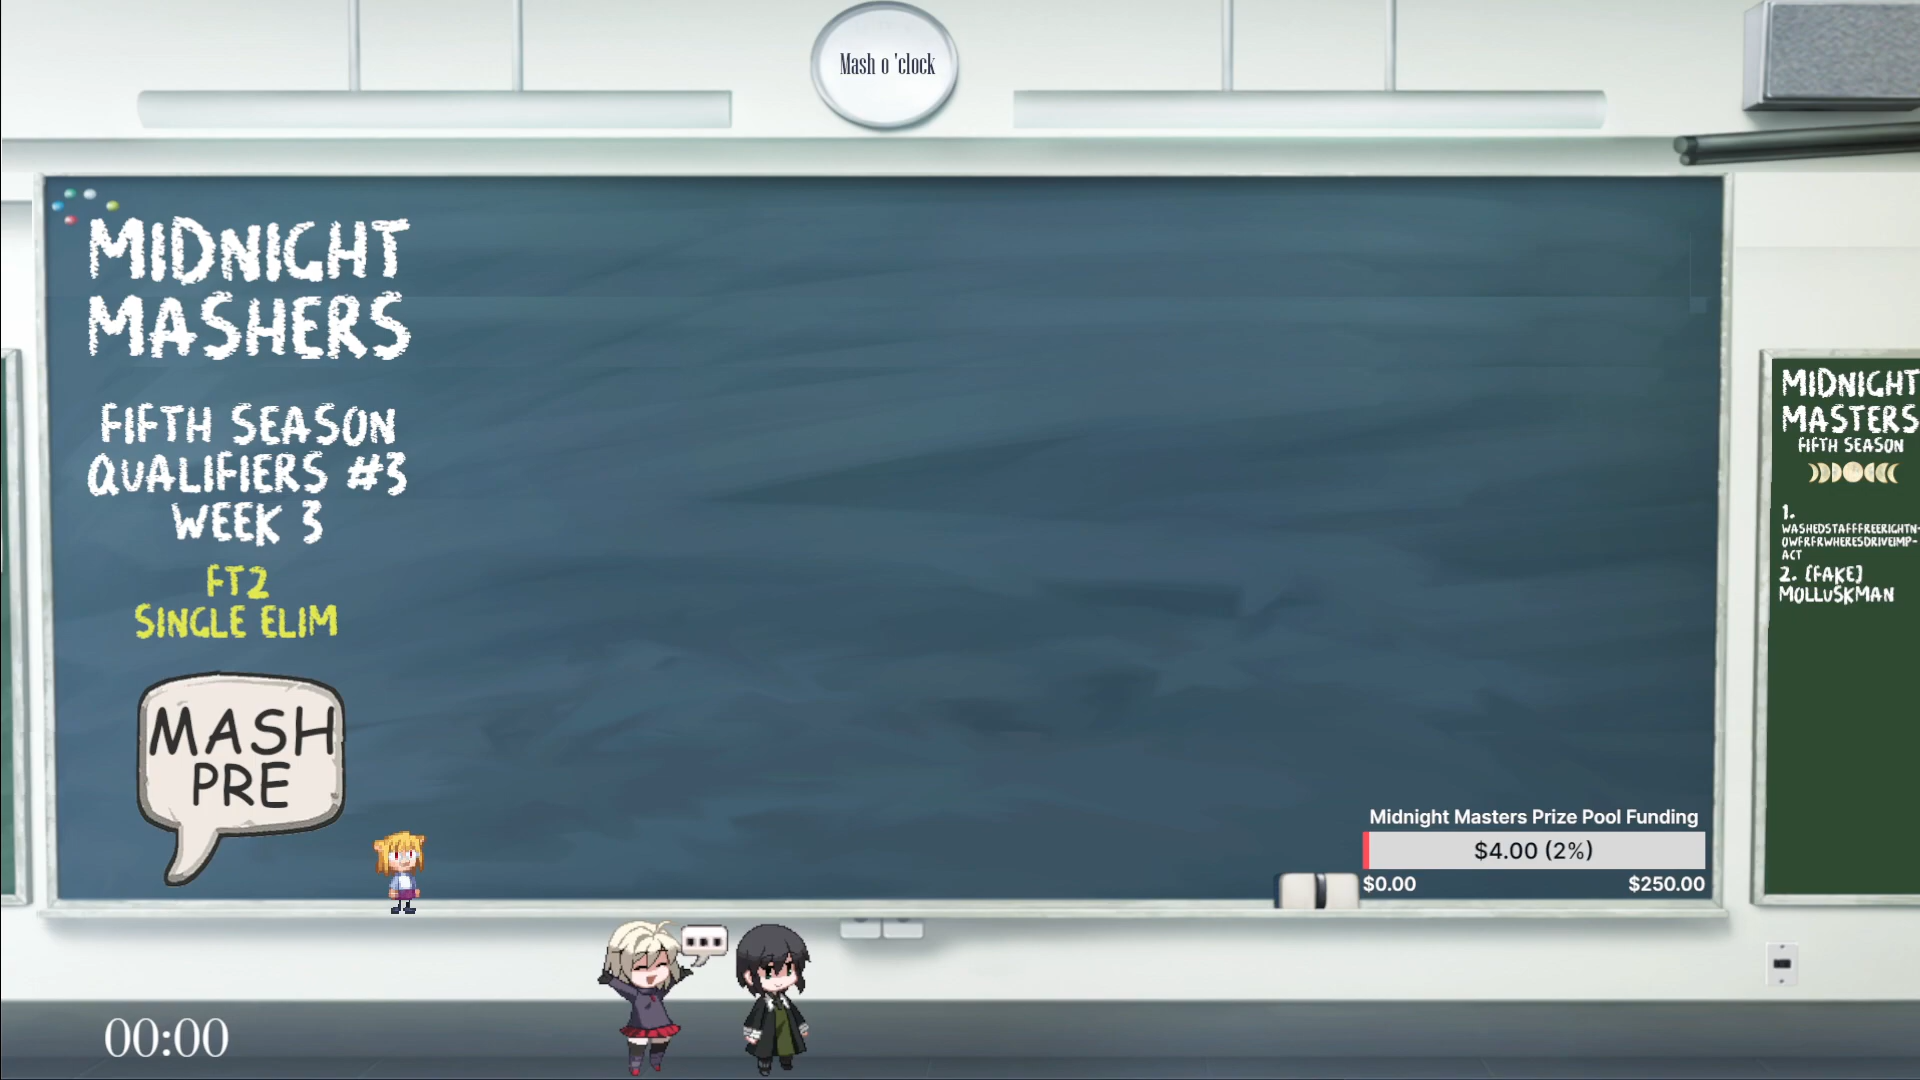 Mash o 'clock
MIDNIGHT
MASHERS
FIFTH SEASON
QUALIFIERS #3
WEEK 3
FT2
SINGLE ELIM
MASH
PRE
Midnight Masters Prize Pool Funding
$4.00 (2%)
$0.00 $250.00
MIDNIGHT
MASTERS
FIFTH SEASON
1.
WASHEDSTAFFFREERIGHTN-
OWFRFRWHERESDRIVEIMP-
ACT
2. [FAKE]
MOLLUSKMAN
00:00